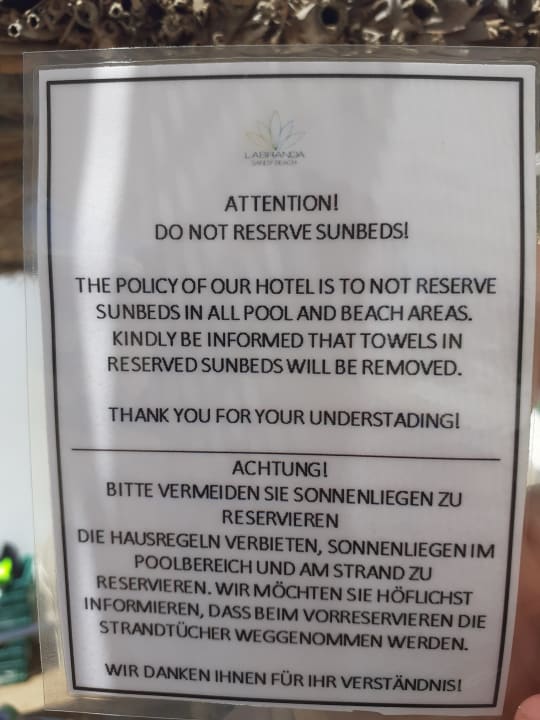 LABRANDA
SANDY BEACH
ATTENTION!
DO NOT RESERVE SUNBEDS!
THE POLICY OF OUR HOTEL IS TO NOT RESERVE
SUNBEDS IN ALL POOL AND BEACH AREAS.
KINDLY BE INFORMED THAT TOWELS IN
RESERVED SUNBEDS WILL BE REMOVED.
THANK YOU FOR YOUR UNDERSTADING!
ACHTUNG!
BITTE VERMEIDEN SIE SONNENLIEGEN ZU
RESERVIEREN
DIE HAUSREGELN VERBIETEN, SONNENLIEGEN IM
POOLBEREICH UND AM STRAND ZU
RESERVIEREN. WIR MÖCHTEN SIE HÖFLICHST
INFORMIEREN, DASS BEIM VORRESERVIEREN DIE
STRANDTÜCHER WEGGENOMMEN WERDEN.
WIR DANKEN IHNEN FÜR IHR VERSTÄNDNIS!